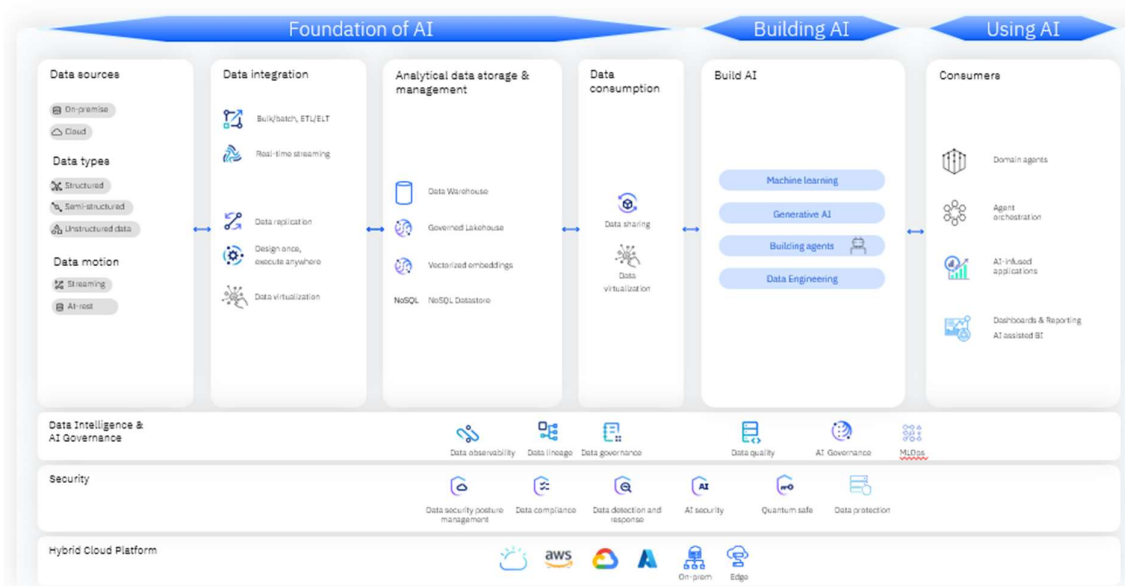 Foundation of AI
Building AI
Using AI
Data sources
On-premise
Cloud
Data types
Structured
Semi-structured
Unstructured data
Data motion
Streaming
At-rest
Data integration
Bulk/batch, ETL/ELT
Real-time streaming
Data replication
Design once,
execute anywhere
Data virtualization
Analytical data storage &
management
Data Warehouse
Governed Lakehouse
Vectorized embeddings
NoSQL NoSQL Datastore
Data
consumption
Data sharing
Data
virtualization
Build AI
Machine learning
Generative AI
Building agents
Data Engineering
Consumers
Domain agents
Agent
orchestration
AI-infused
applications
Dashboards & Reporting
AI assisted BI
Data Intelligence &
AI Governance
Data observability
Data lineage
Data governance
Data quality
AI Governance
MLOps
Security
Data security posture
management
Data compliance
Data detection and
response
AI
AI security
Quantum safe
Data protection
Hybrid Cloud Platform
aws
On-prem
Edge